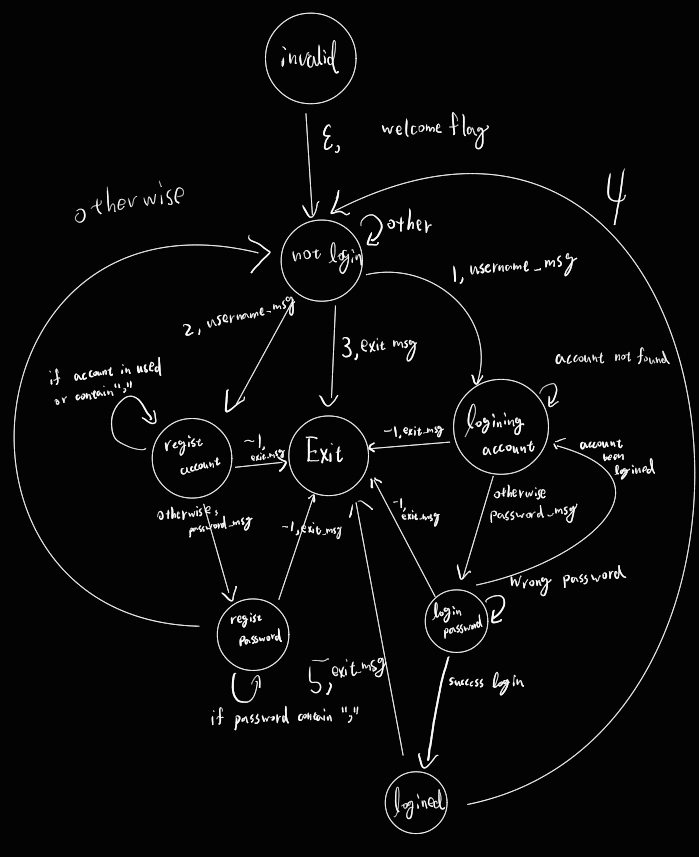 invalid
ε,
welcome flag
otherwise
4
not login
other
1, username_msg
2, username_msg
3, exit msg
if account in used
or contain ","
account not found
regist
account
-1,
exit_msg
Exit
-1, exit_msg
logining
account
account
been
logined
otherwise,
password_msg
-1, exit_msg
-1,
exit_msg
otherwise
password_msg
wrong password
regist
password
login
password
if password contain ","
5, exit_msg
success login
logined